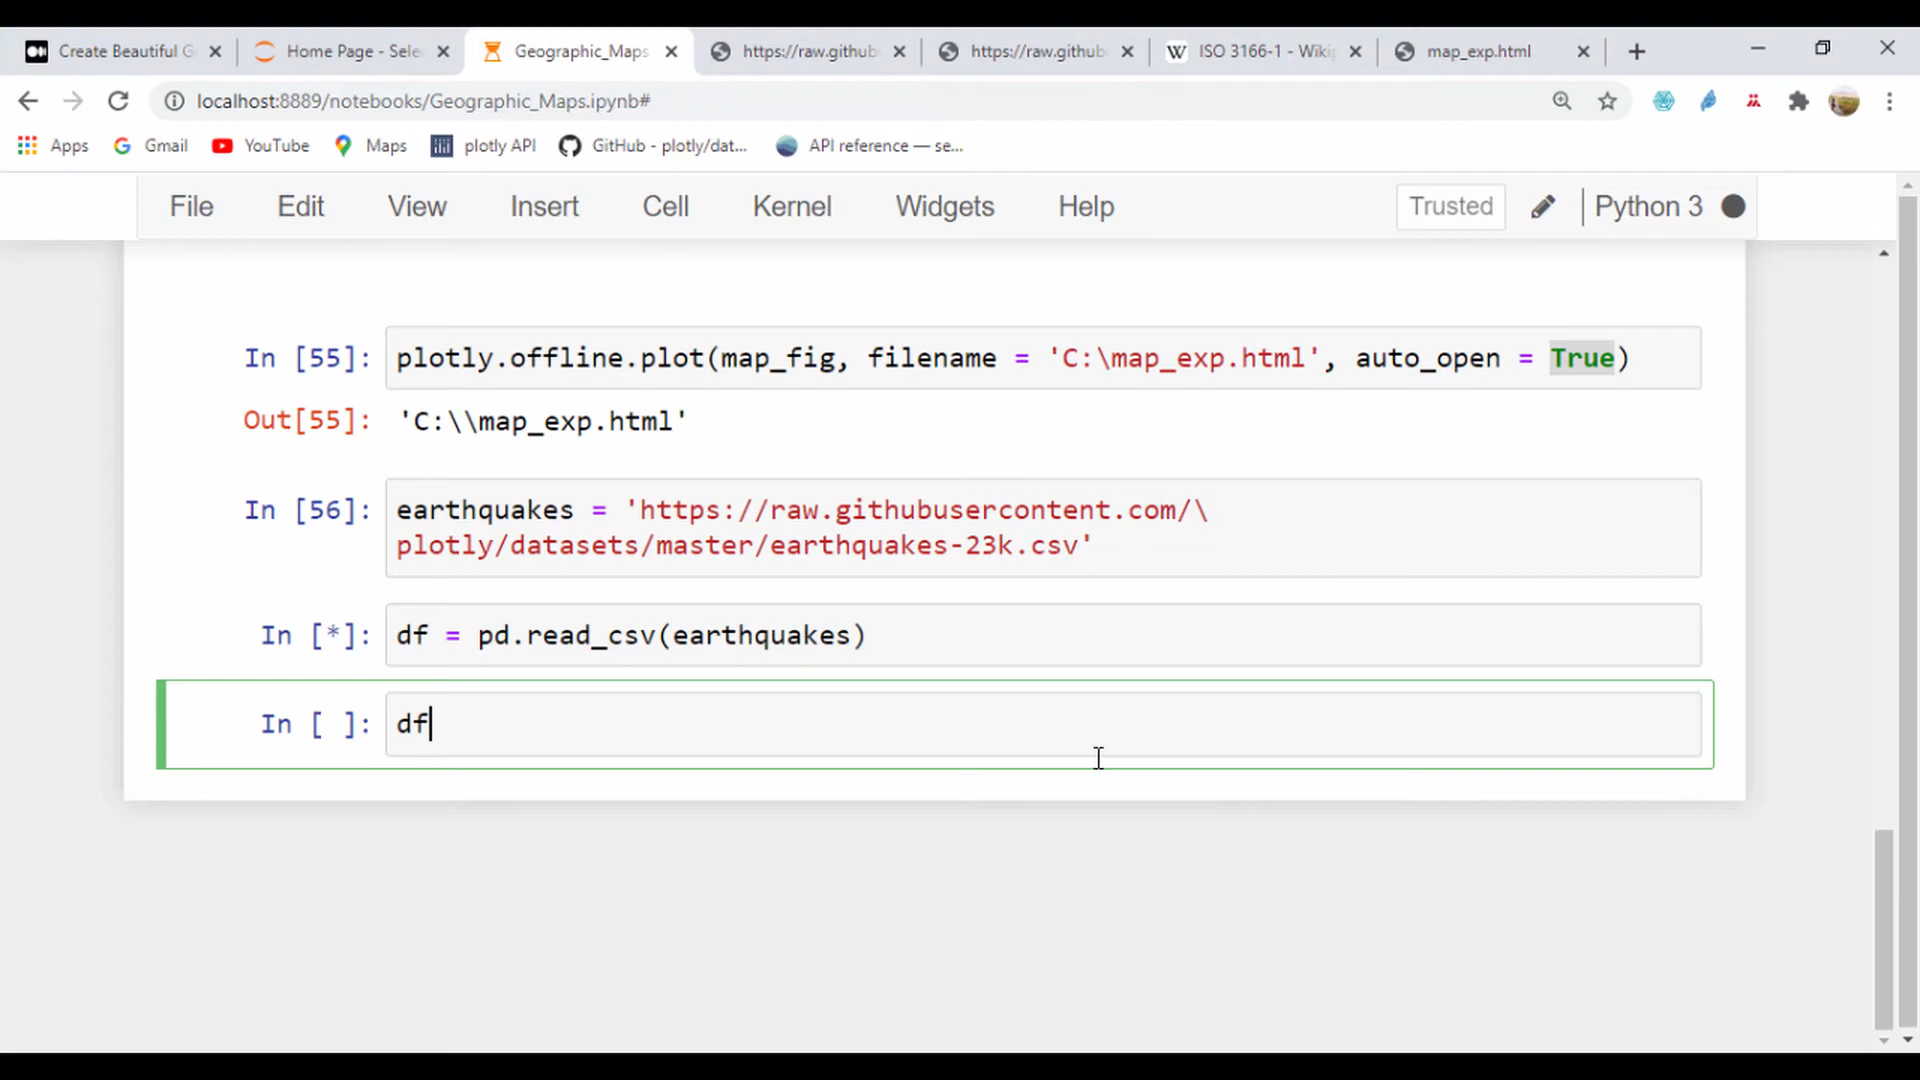 Create Beautiful G
Home Page - Sele
Geographic_Maps
https://raw.github
https://raw.github
W
ISO 3166-1 - Wikip
map_exp.html
localhost:8889/notebooks/Geographic_Maps.ipynb#
Apps
Gmail
YouTube
Maps
plotly API
GitHub - plotly/dat...
API reference — se...
File
Edit
View
Insert
Cell
Kernel
Widgets
Help
Trusted
Python 3
In [55]: plotly.offline.plot(map_fig, filename = 'C:\map_exp.html', auto_open = True)
Out[55]: 'C:\\map_exp.html'
In [56]: earthquakes = 'https://raw.githubusercontent.com/\
plotly/datasets/master/earthquakes-23k.csv'
In [*]: df = pd.read_csv(earthquakes)
In [ ]: df